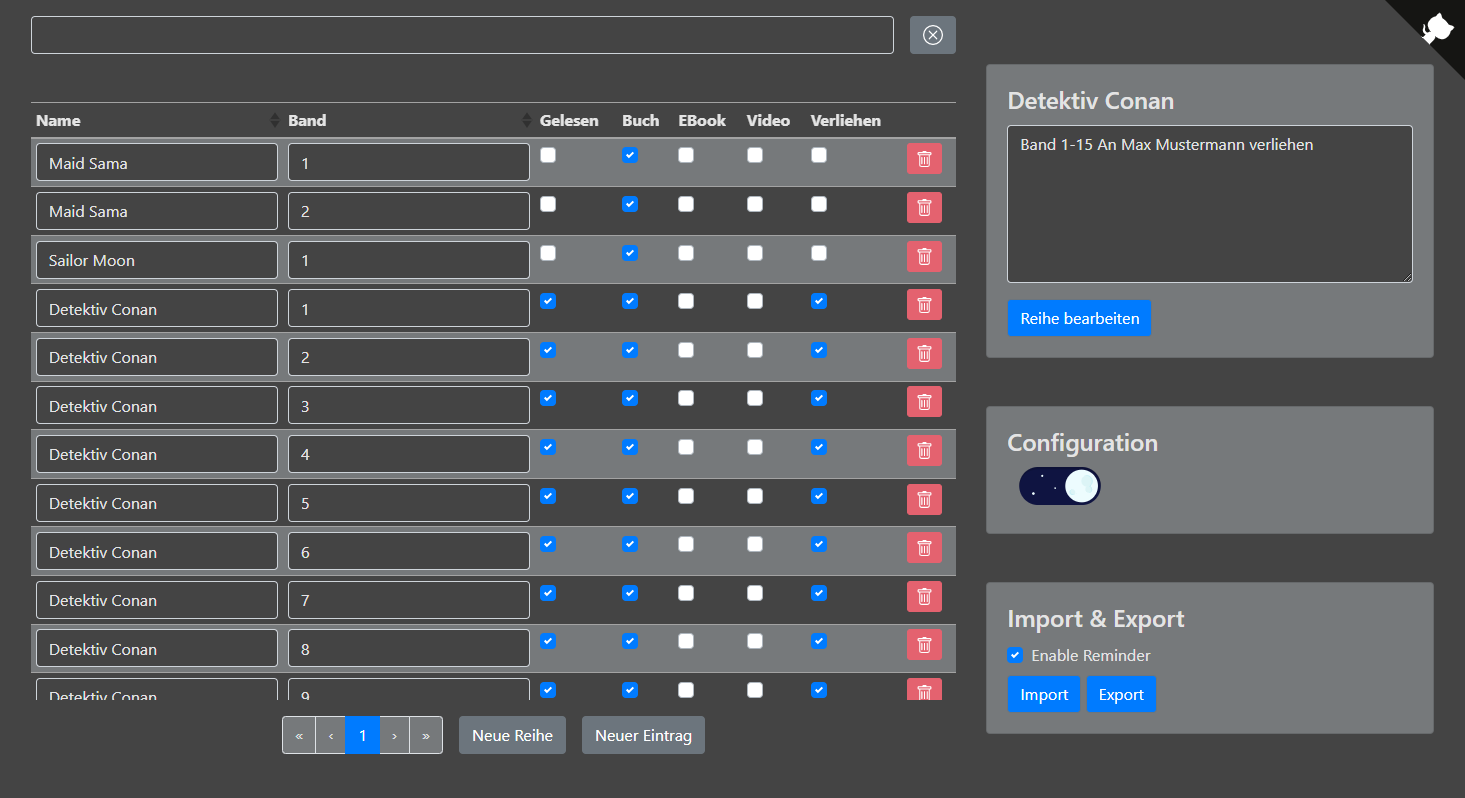 Name Band Gelesen Buch EBook Video Verliehen
Maid Sama 1
Maid Sama 2
Sailor Moon 1
Detektiv Conan 1
Detektiv Conan 2
Detektiv Conan 3
Detektiv Conan 4
Detektiv Conan 5
Detektiv Conan 6
Detektiv Conan 7
Detektiv Conan 8
Detektiv Conan 9
« ‹ 1 › » Neue Reihe Neuer Eintrag
Detektiv Conan
Band 1-15 An Max Mustermann verliehen
Reihe bearbeiten
Configuration
Import & Export
Enable Reminder
Import Export